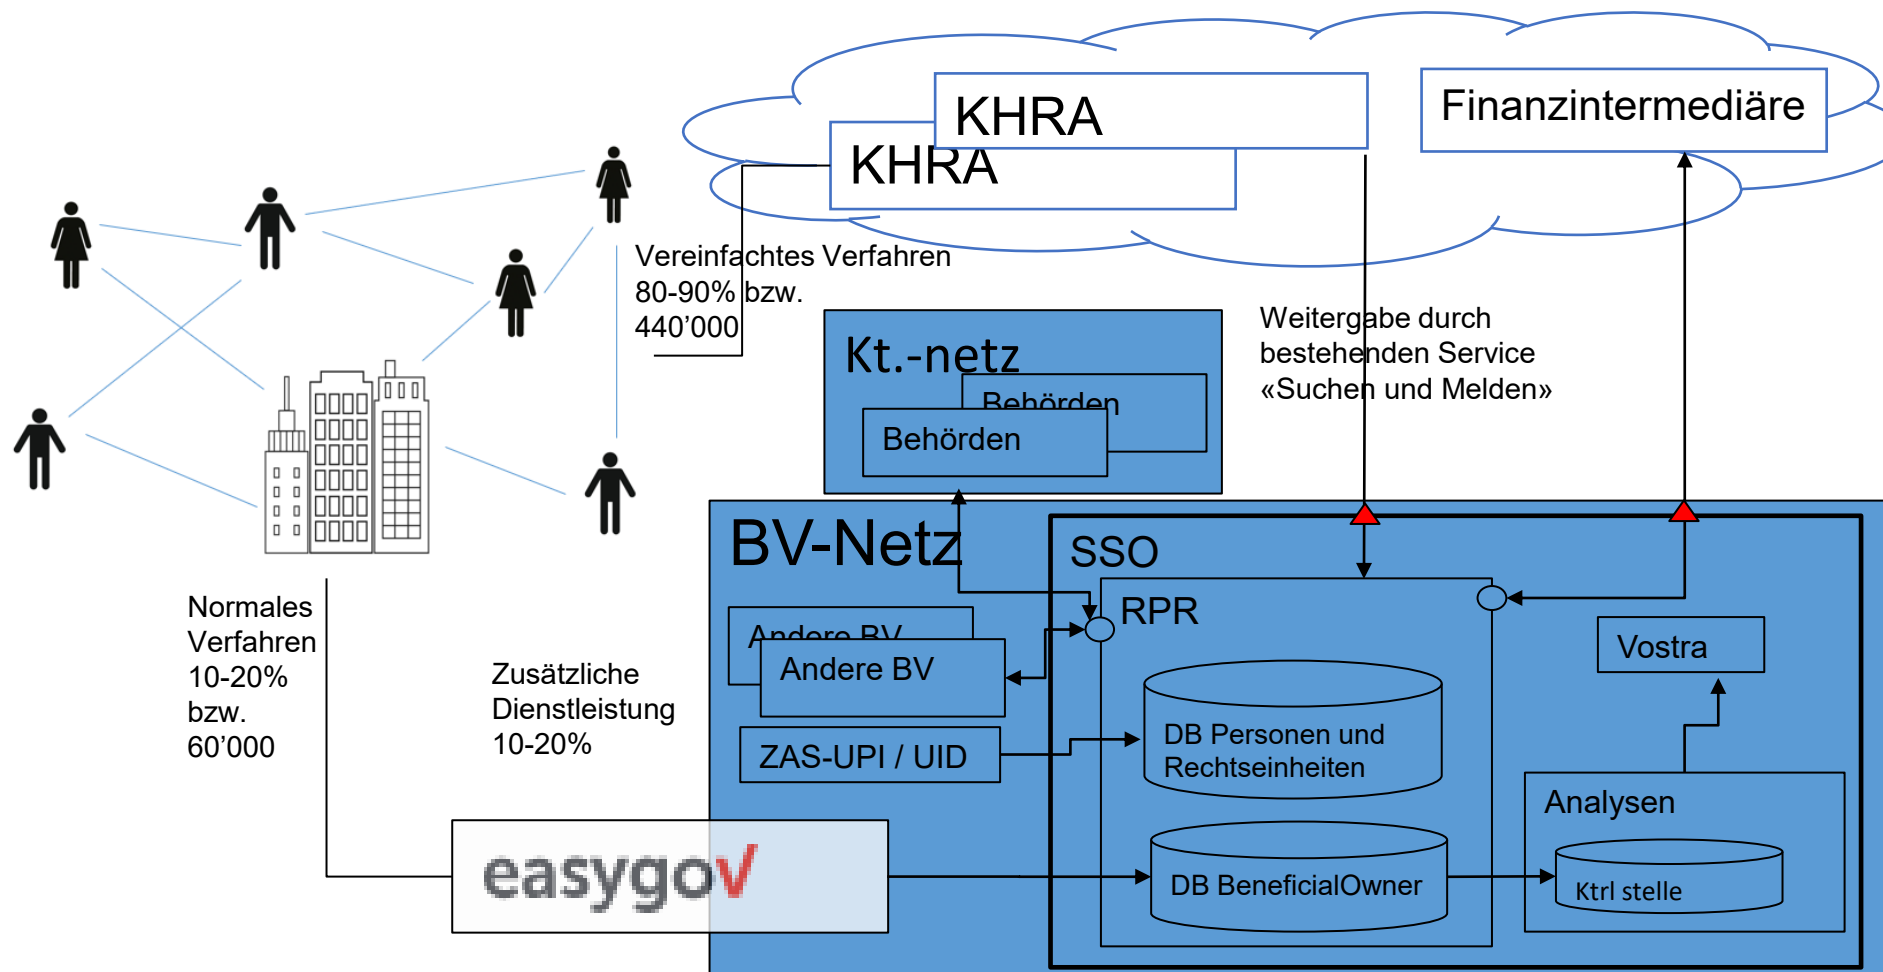 KHRA
KHRA
Finanzintermediäre
Vereinfachtes Verfahren
80-90% bzw.
440’000
Weitergabe durch
bestehenden Service
«Suchen und Melden»
Kt.-netz
Behörden
Behörden
BV-Netz
SSO
RPR
Normales
Verfahren
10-20%
bzw.
60’000
Zusätzliche
Dienstleistung
10-20%
Andere BV
Andere BV
ZAS-UPI / UID
DB Personen und
Rechtseinheiten
Vostra
Analysen
easygov
DB BeneficialOwner
Ktrl stelle